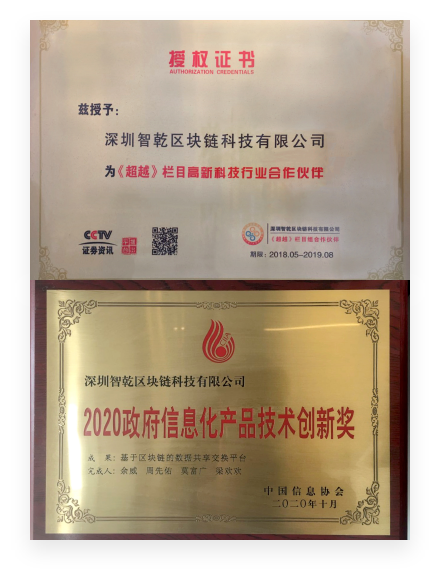 授权证书
AUTHORIZATION CREDENTIALS
兹授予：
深圳智乾区块链科技有限公司
为《超越》栏目高新科技行业合作伙伴
CCTV
证券资讯
深圳智乾区块链科技有限公司
《超越》栏目组合作伙伴
期限：2018.05-2019.08
深圳智乾区块链科技有限公司
2020政府信息化产品技术创新奖
成 果：基于区块链的数据共享交换平台
完成人：余威 周先佑 莫富广 梁欢欢
中国信息协会
二〇二〇年十月